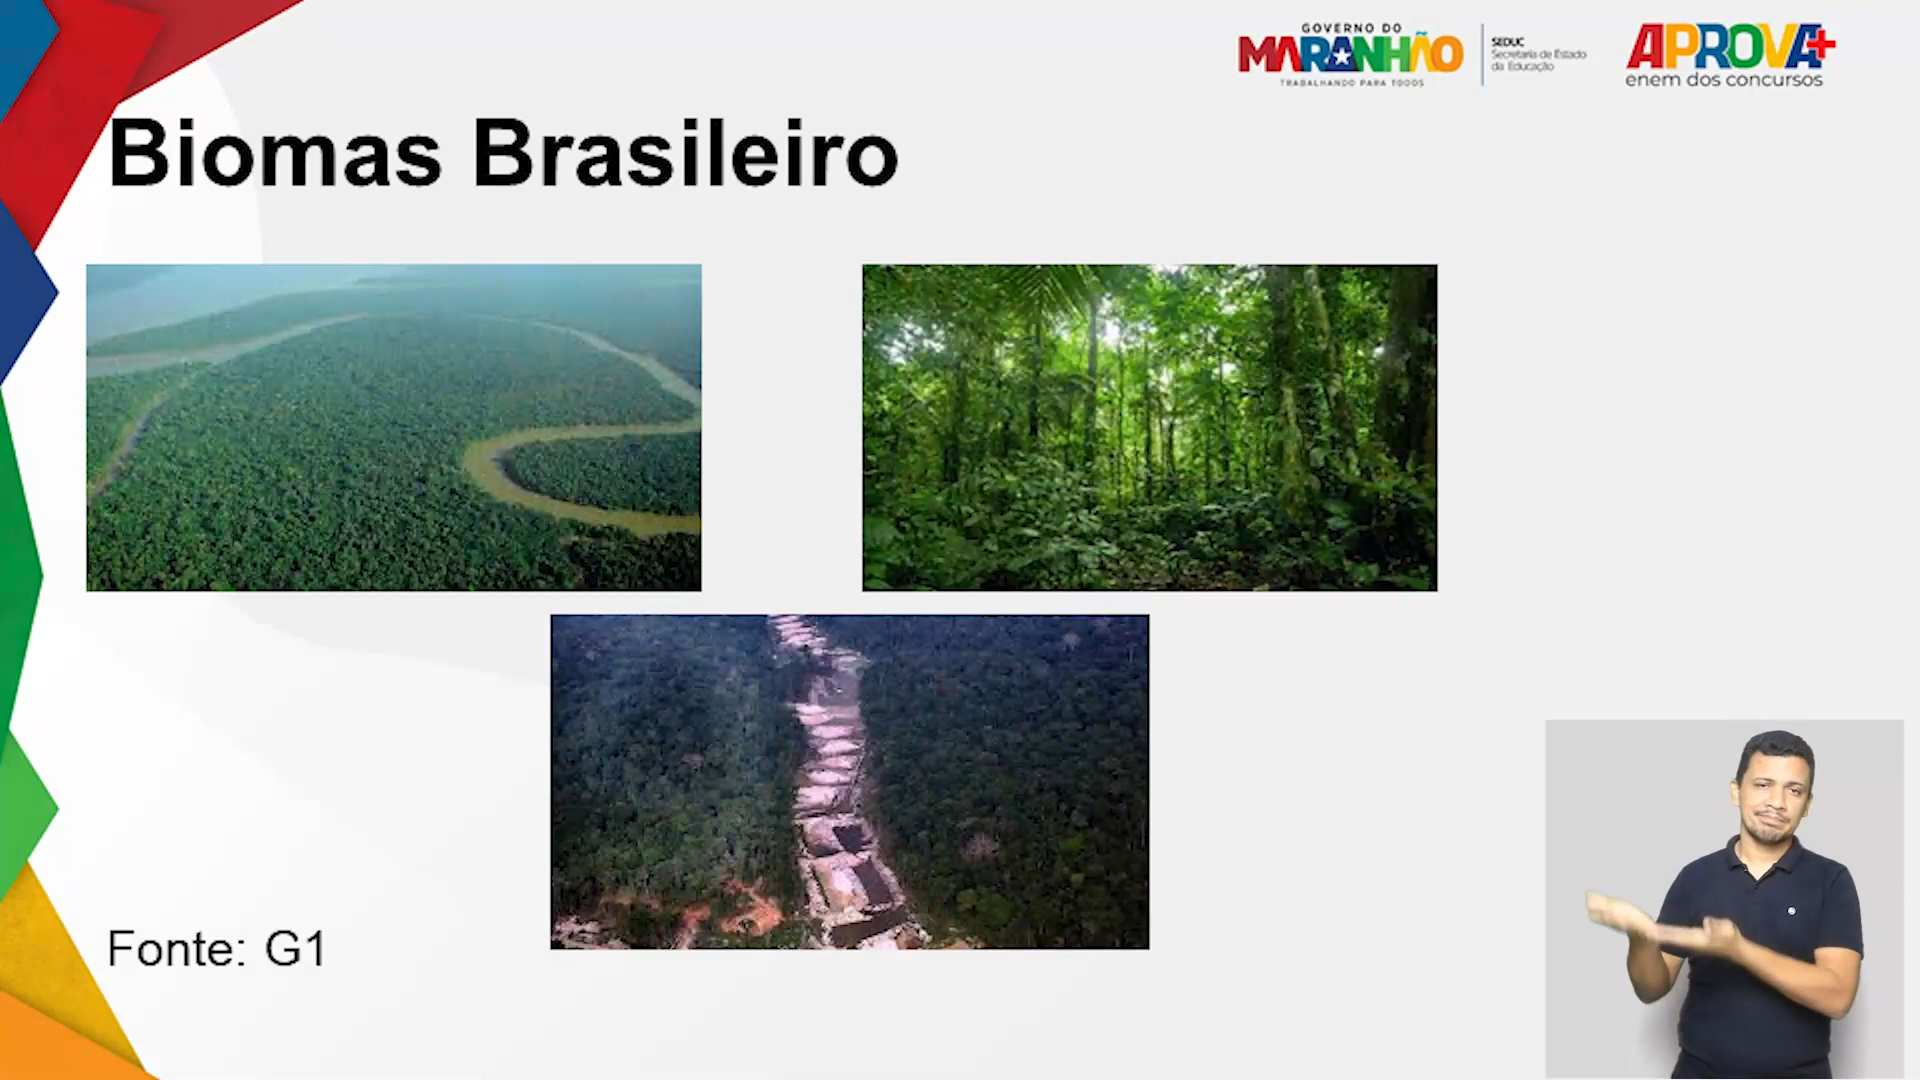 GOVERNO DO
MARANHÃO
TRABALHANDO PARA TODOS
SEDUC
Secretaria de Estado
da Educação
APROVA+
enem dos concursos
Biomas Brasileiro
Fonte: G1